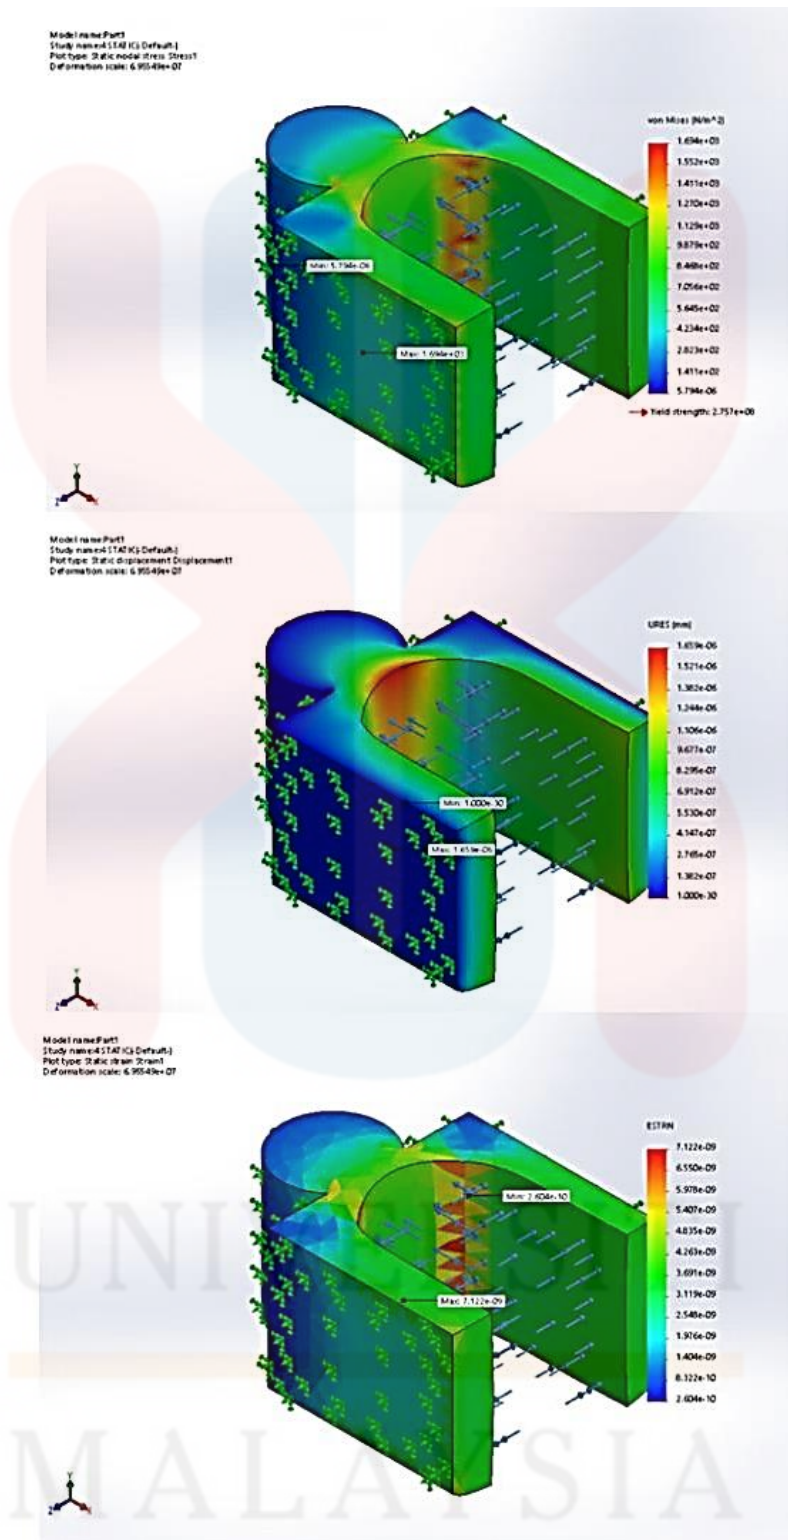 Model name:Part1
Study name:4 STATIC(-Default-)
Plot type: Static nodal stress Stress1
Deformation scale: 6.95549e+07
von Mises (N/m^2)
1.694e+03
1.552e+03
1.411e+03
1.270e+03
1.129e+03
9.879e+02
8.468e+02
7.056e+02
5.645e+02
4.234e+02
2.823e+02
1.411e+02
5.794e-06
Yield strength: 2.757e+08
Min: 5.794e-06
Max: 1.694e+03
Y
Z
X
Model name:Part1
Study name:4 STATIC(-Default-)
Plot type: Static displacement Displacement1
Deformation scale: 6.95549e+07
URES (mm)
1.659e-06
1.521e-06
1.382e-06
1.244e-06
1.106e-06
9.677e-07
8.295e-07
6.912e-07
5.530e-07
4.147e-07
2.765e-07
1.382e-07
1.000e-30
Min: 1.000e-30
Max: 1.659e-06
Y
Z
X
Model name:Part1
Study name:4 STATIC(-Default-)
Plot type: Static strain Strain1
Deformation scale: 6.95549e+07
ESTRN
7.122e-09
6.550e-09
5.978e-09
5.407e-09
4.835e-09
4.263e-09
3.691e-09
3.119e-09
2.548e-09
1.976e-09
1.404e-09
8.322e-10
2.604e-10
Min: 2.604e-10
Max: 7.122e-09
UNIVERSITI
MALAYSIA
Y
Z
X